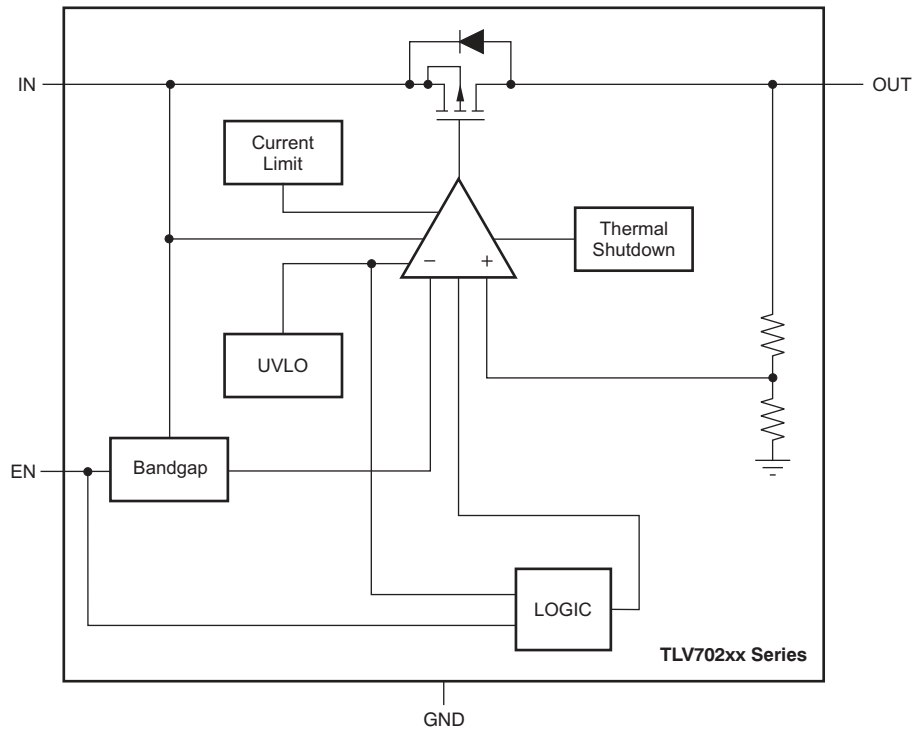 IN
OUT
Current
Limit
Thermal
Shutdown
−
+
UVLO
EN
Bandgap
LOGIC
TLV702xx Series
GND